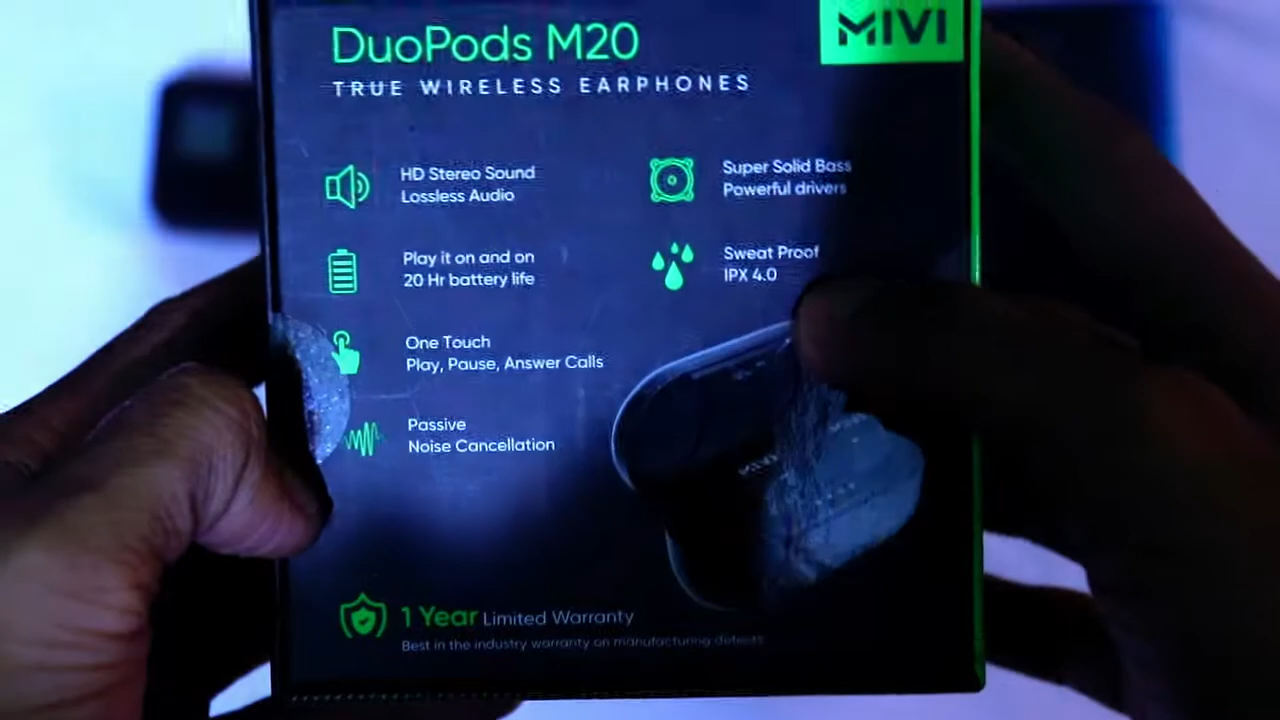 DuoPods M20
MIVI
TRUE WIRELESS EARPHONES
HD Stereo Sound
Lossless Audio
Super Solid Bass
Powerful drivers
Play it on and on
20 Hr battery life
Sweat Proof
IPX 4.0
One Touch
Play, Pause, Answer Calls
Passive
Noise Cancellation
MIVI
1 Year Limited Warranty
Best in the industry warranty on manufacturing defects